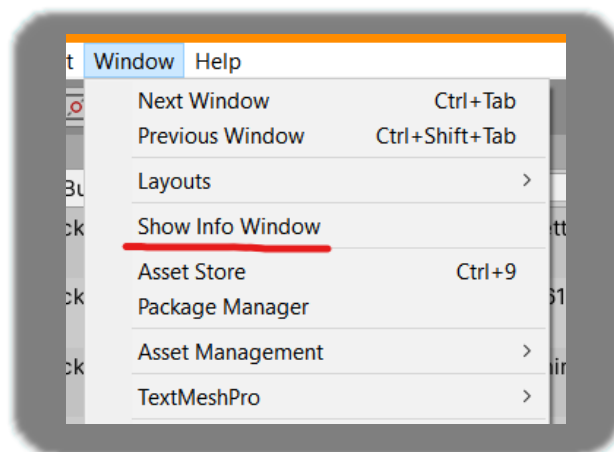 t Window Help
Next Window Ctrl+Tab
Previous Window Ctrl+Shift+Tab
Layouts >
Show Info Window
Asset Store Ctrl+9
Package Manager
Asset Management >
TextMeshPro >